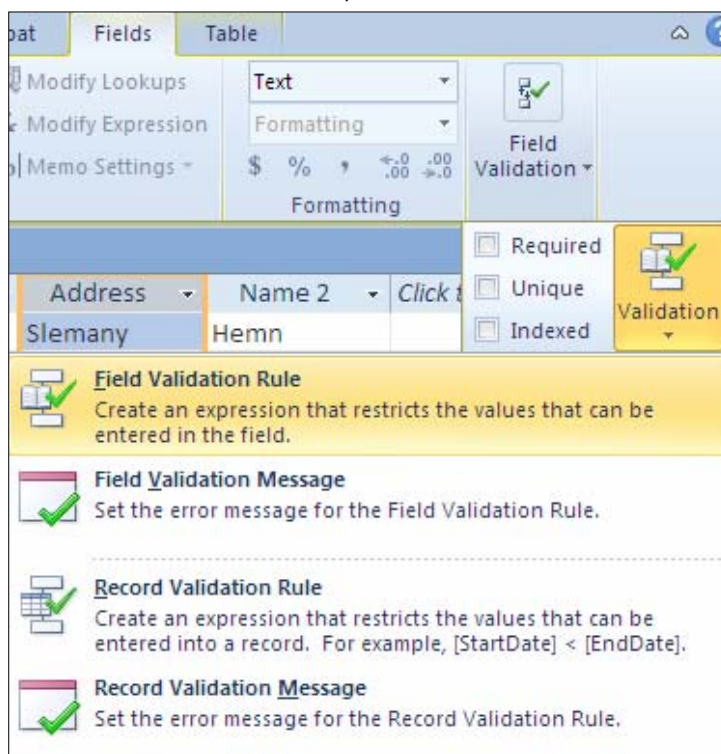 Fields Table
Modify Lookups Text
Modify Expression Formatting
Memo Settings $ % , .00 .00 Field
Validation
Formatting
Required
Address Name 2 Click Unique
Validation
Slemany Hemn Indexed
Field Validation Rule
Create an expression that restricts the values that can be
entered in the field.
Field Validation Message
Set the error message for the Field Validation Rule.
Record Validation Rule
Create an expression that restricts the values that can be
entered into a record. For example, [StartDate] < [EndDate].
Record Validation Message
Set the error message for the Record Validation Rule.